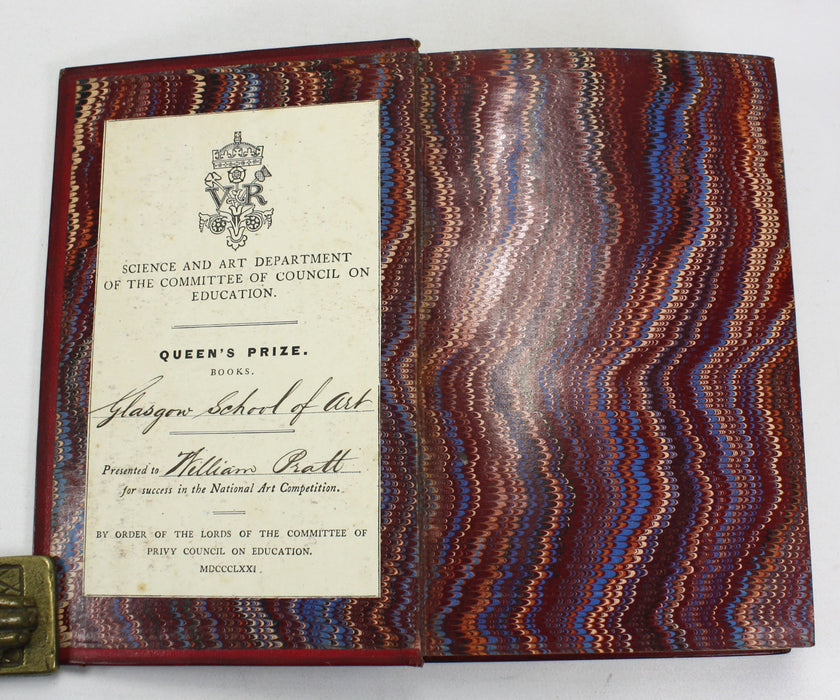 VR
SCIENCE AND ART DEPARTMENT
OF THE COMMITTEE OF COUNCIL ON
EDUCATION.
QUEEN'S PRIZE.
BOOKS.
Glasgow School of Art
Presented to William Pratt
for success in the National Art Competition.
BY ORDER OF THE LORDS OF THE COMMITTEE OF
PRIVY COUNCIL ON EDUCATION.
MDCCCLXXI.